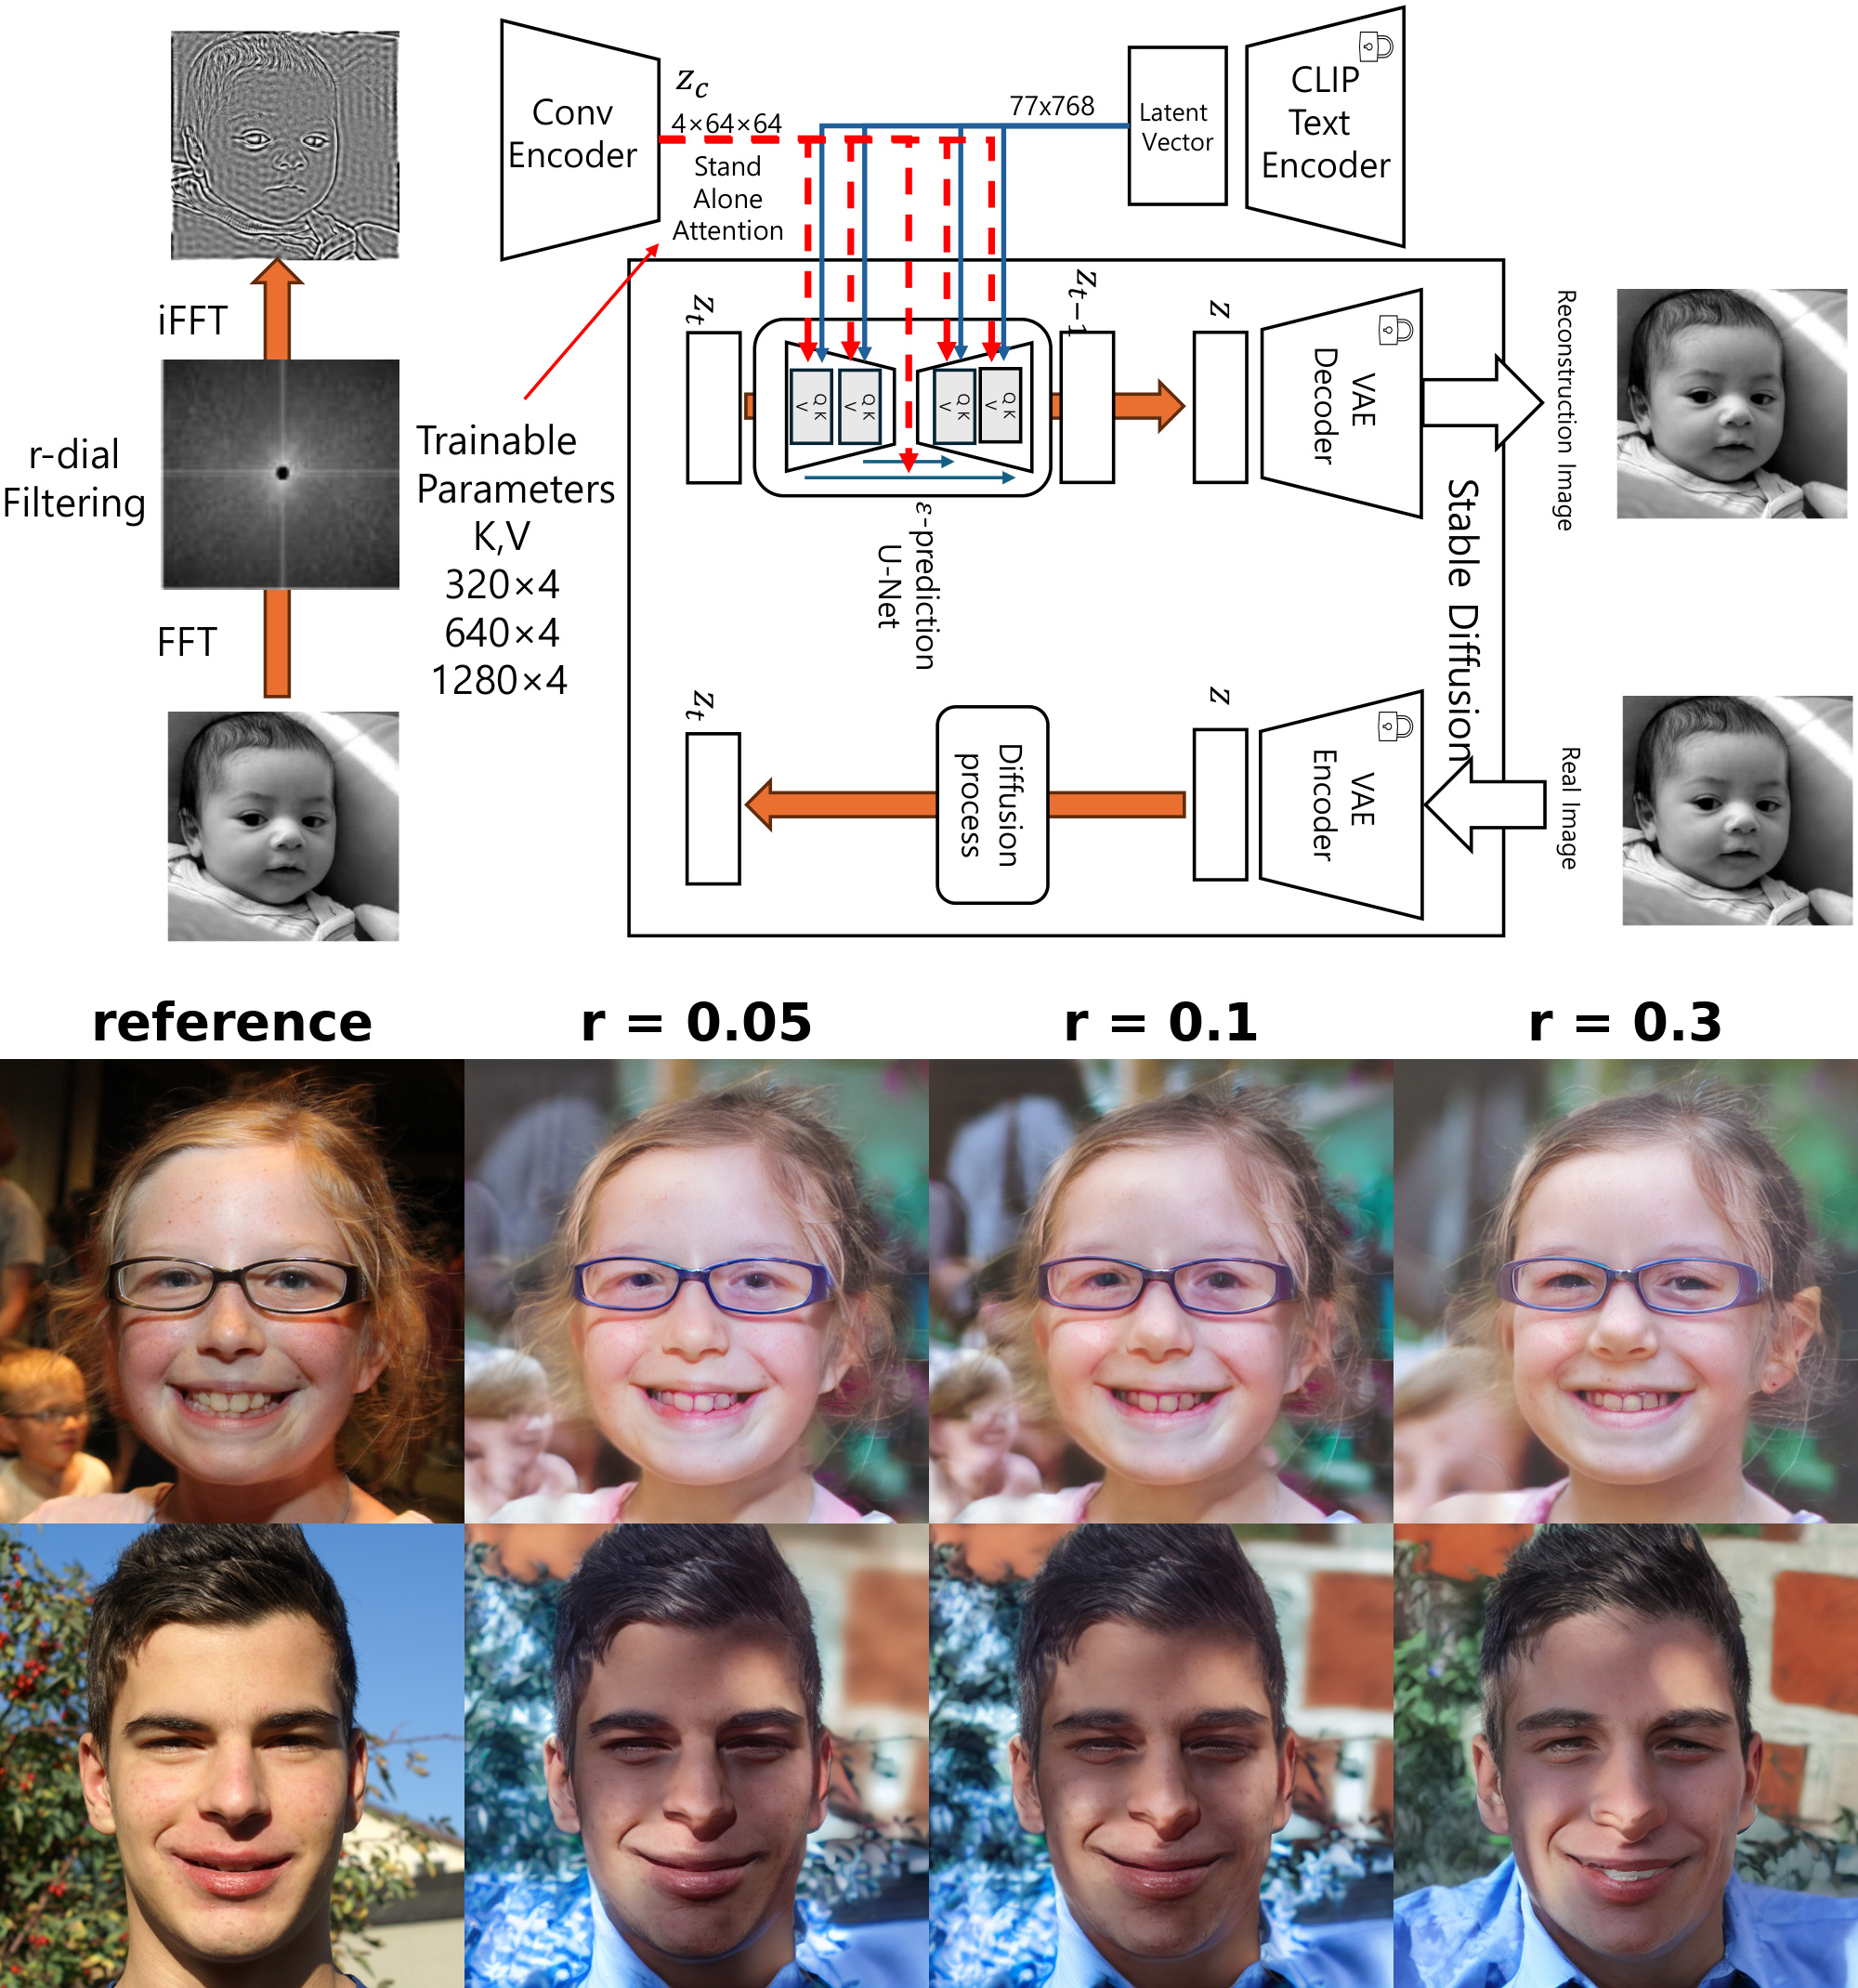 iFFT
r-dial
Filtering
FFT
Conv
Encoder
z_c
4×64×64
Stand
Alone
Attention
77x768
Latent
Vector
CLIP
Text
Encoder
Trainable
Parameters
K,V
320×4
640×4
1280×4
z_t
Q K
V
Q K
V
Q K
V
Q K
V
z_{t-1}
z
VAE
Decoder
Reconstruction Image
ε-prediction
U-Net
Stable Diffusion
z_t
Diffusion
process
z
VAE
Encoder
Real Image
reference
r = 0.05
r = 0.1
r = 0.3